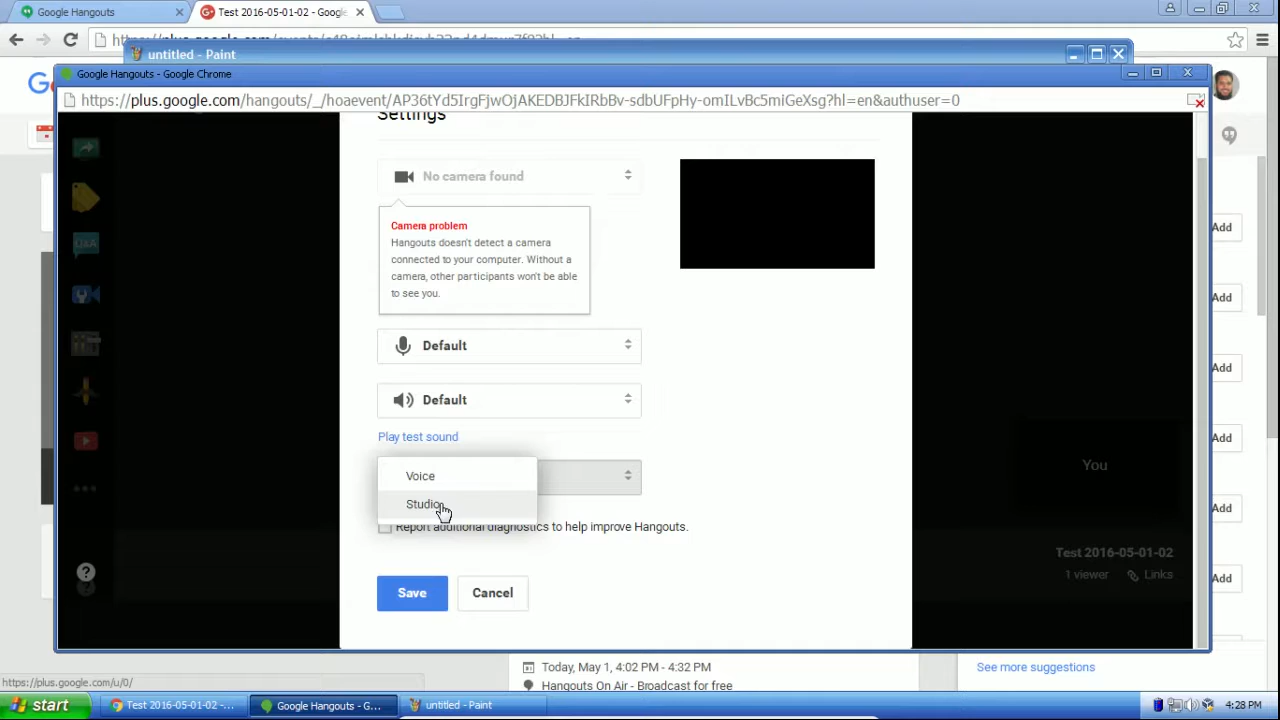 Google Hangouts
Test 2016-05-01-02 - Goog
untitled - Paint
Google Hangouts - Google Chrome
https://plus.google.com/hangouts/_/hoaevent/AP36tYd5IrgFjwOJAKEDBJFkIRbBv-sdbUFpHy-omILvBc5miGeXsg?hl=en&authuser=0
Settings
No camera found
Camera problem
Hangouts doesn't detect a camera
connected to your computer. Without a
camera, other participants won't be able
to see you.
Add
Add
Default
Add
Default
Play test sound
Add
Voice
You
Studio
Add
Report additional diagnostics to help improve Hangouts.
Test 2016-05-01-02
1 viewer
Links
Add
Save
Cancel
Q&A
?
Today, May 1, 4:02 PM - 4:32 PM
See more suggestions
https://plus.google.com/u/0/
Hangouts On Air - Broadcast for free
start
Test 2016-05-01-02 -...
Google Hangouts - G...
untitled - Paint
4:28 PM